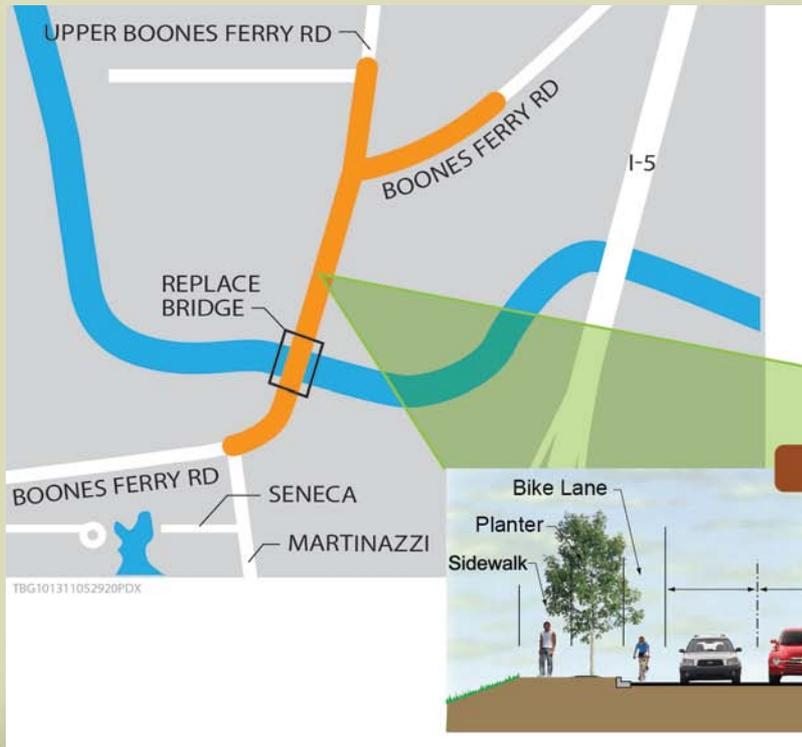 UPPER BOONES FERRY RD
BOONES FERRY RD
I-5
REPLACE
BRIDGE
BOONES FERRY RD
SENECA
MARTINAZZI
TBG101311052920PDX
Bike Lane
Planter
Sidewalk